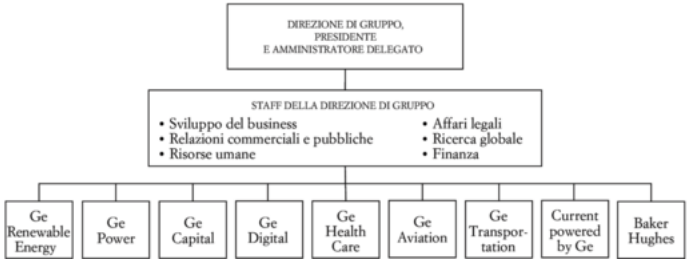 DIREZIONE DI GRUPPO,
PRESIDENTE
E AMMINISTRATORE DELEGATO
STAFF DELLA DIREZIONE DI GRUPPO
• Sviluppo del business
• Relazioni commerciali e pubbliche
• Risorse umane
• Affari legali
• Ricerca globale
• Finanza
Ge
Renewable
Energy
Ge
Power
Ge
Capital
Ge
Digital
Ge
Health
Care
Ge
Aviation
Ge
Transpor-
tation
Current
powered
by Ge
Baker
Hughes